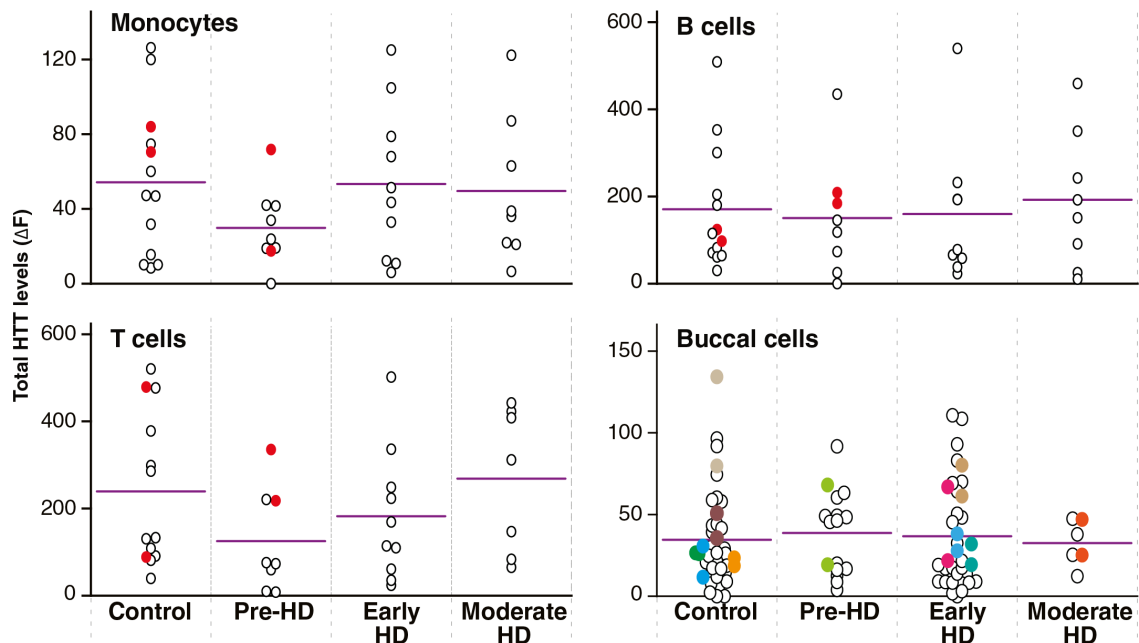 Monocytes
120
80
40
0
B cells
600
400
200
0
Total HTT levels (ΔF)
T cells
600
400
200
0
Control
Pre-HD
Early
HD
Moderate
HD
Buccal cells
150
100
50
0
Control
Pre-HD
Early
HD
Moderate
HD